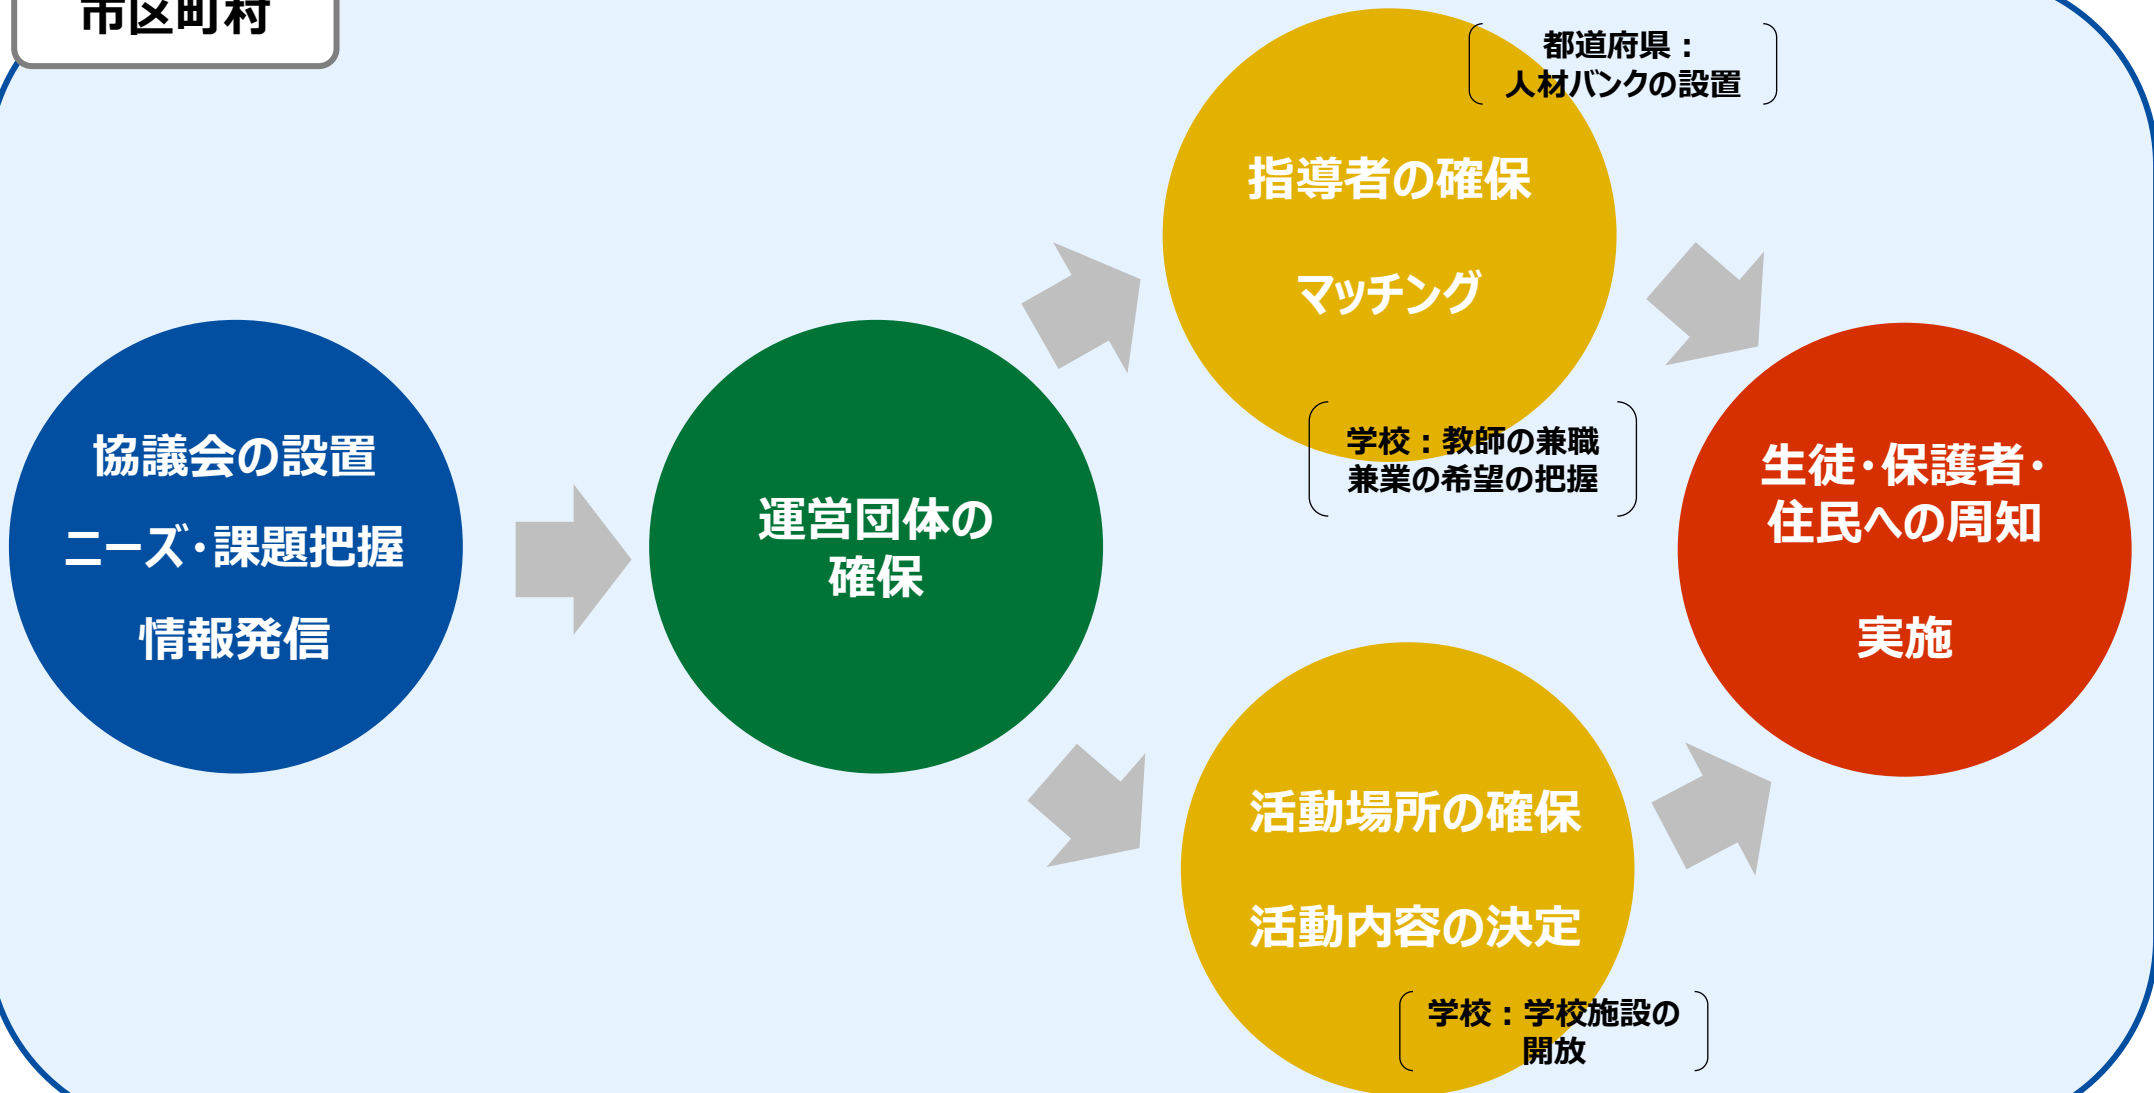 市区町村
協議会の設置
ニーズ・課題把握
情報発信
運営団体の
確保
都道府県：
人材バンクの設置
指導者の確保
マッチング
学校：教師の兼職
兼業の希望の把握
活動場所の確保
活動内容の決定
学校：学校施設の
開放
生徒・保護者・
住民への周知
実施